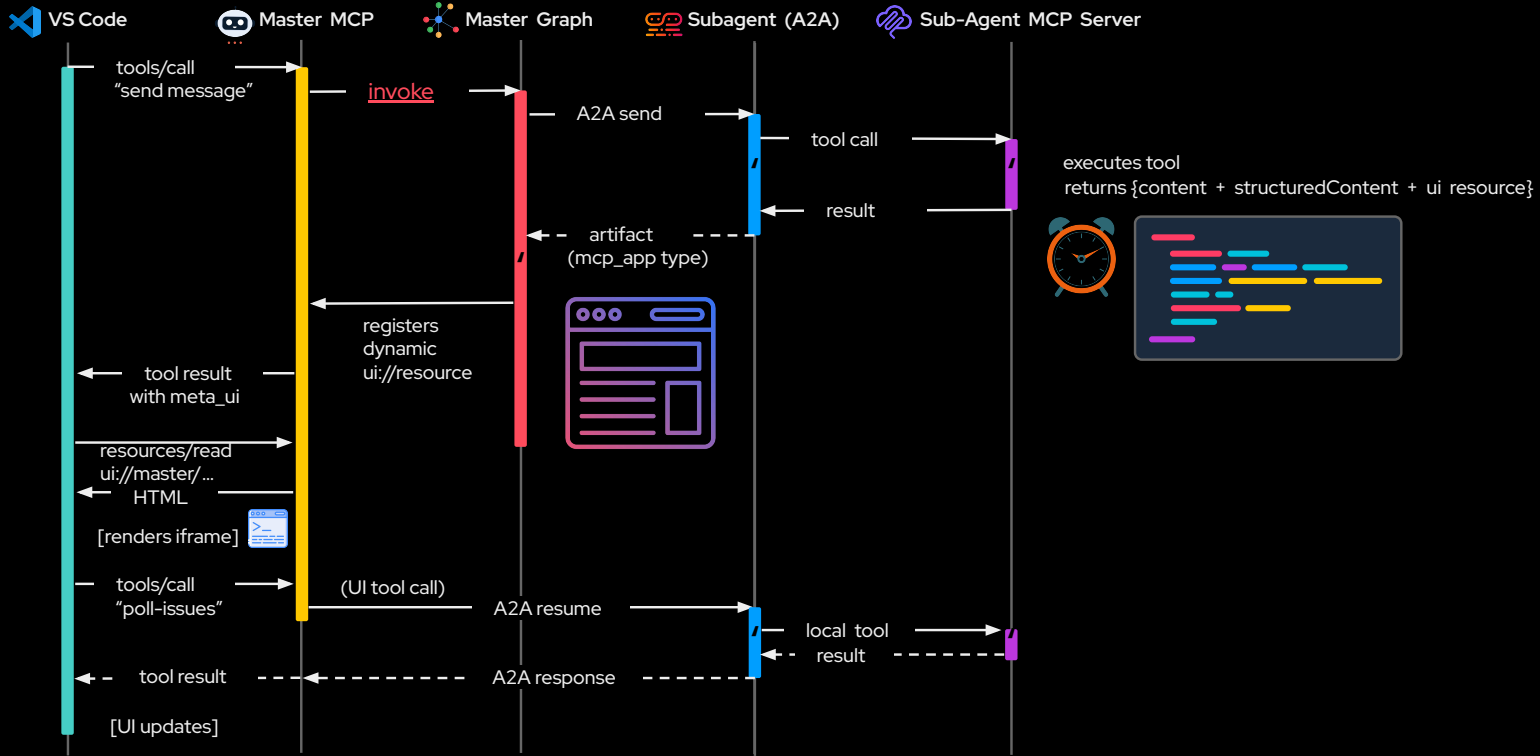 VS Code
Master MCP
Master Graph
Subagent (A2A)
Sub-Agent MCP Server
tools/call
“send message”
invoke
A2A send
tool call
executes tool
returns {content + structuredContent + ui resource}
result
artifact
(mcp_app type)
registers
dynamic
ui://resource
tool result
with meta_ui
resources/read
ui://master/...
HTML
[renders iframe]
tools/call
“poll-issues”
(UI tool call)
A2A resume
local tool
result
tool result
A2A response
[UI updates]